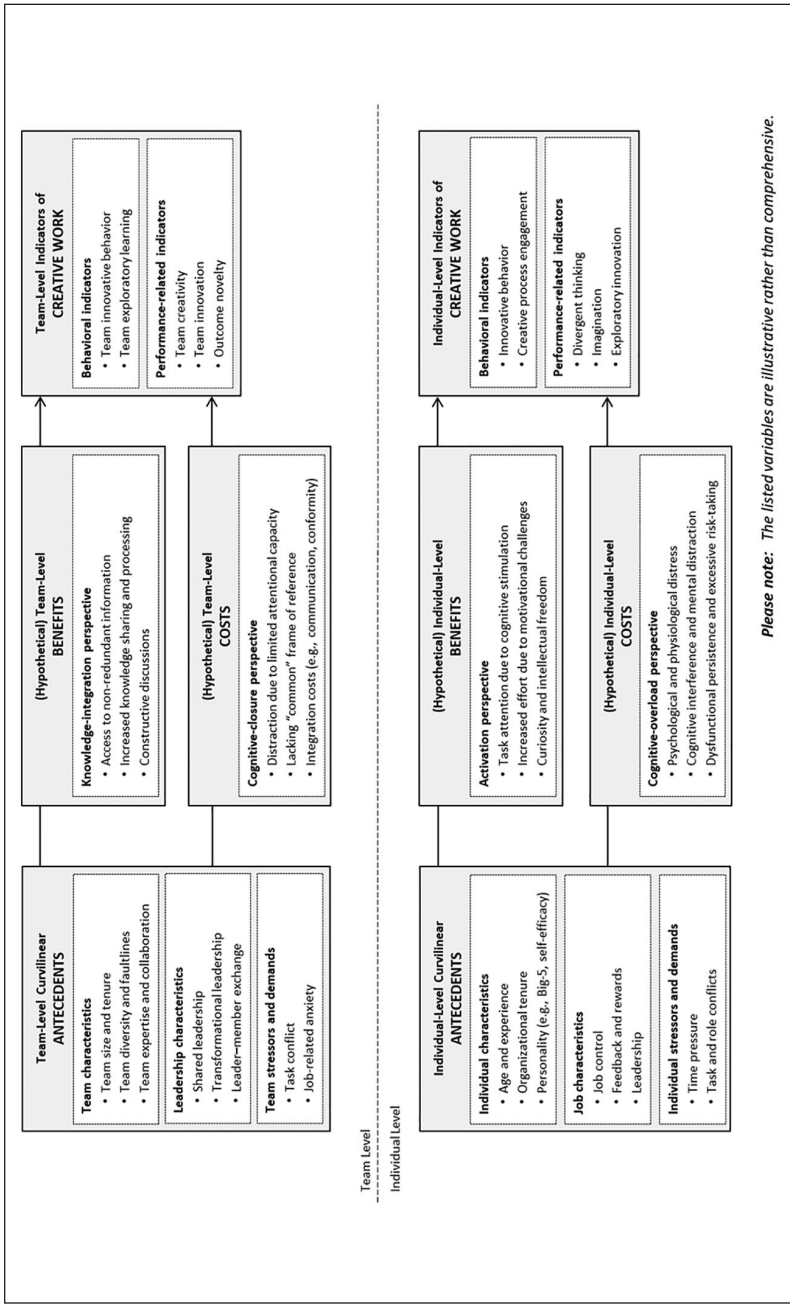 Team-Level Curvilinear
ANTECEDENTS
Team characteristics
• Team size and tenure
• Team diversity and faultlines
• Team expertise and collaboration
Leadership characteristics
• Shared leadership
• Transformational leadership
• Leader–member exchange
Team stressors and demands
• Task conflict
• Job-related anxiety
(Hypothetical) Team-Level
BENEFITS
Knowledge-integration perspective
• Access to non-redundant information
• Increased knowledge sharing and processing
• Constructive discussions
(Hypothetical) Team-Level
COSTS
Cognitive-closure perspective
• Distraction due to limited attentional capacity
• Lacking “common” frame of reference
• Integration costs (e.g., communication, conformity)
Team-Level Indicators of
CREATIVE WORK
Behavioral indicators
• Team innovative behavior
• Team exploratory learning
Performance-related indicators
• Team creativity
• Team innovation
• Outcome novelty
Team Level
Individual Level
Individual-Level Curvilinear
ANTECEDENTS
Individual characteristics
• Age and experience
• Organizational tenure
• Personality (e.g., Big-5, self-efficacy)
Job characteristics
• Job control
• Feedback and rewards
• Leadership
Individual stressors and demands
• Time pressure
• Task and role conflicts
(Hypothetical) Individual-Level
BENEFITS
Activation perspective
• Task attention due to cognitive stimulation
• Increased effort due to motivational challenges
• Curiosity and intellectual freedom
(Hypothetical) Individual-Level
COSTS
Cognitive-overload perspective
• Psychological and physiological distress
• Cognitive interference and mental distraction
• Dysfunctional persistence and excessive risk-taking
Individual-Level Indicators of
CREATIVE WORK
Behavioral indicators
• Innovative behavior
• Creative process engagement
Performance-related indicators
• Divergent thinking
• Imagination
• Exploratory innovation
Please note: The listed variables are illustrative rather than comprehensive.